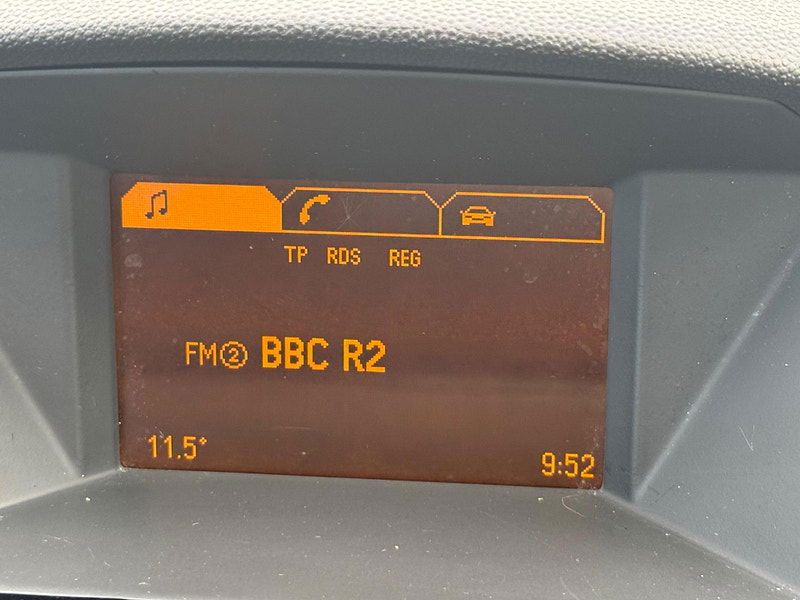 TP RDS REG
FM② BBC R2
11.5° 9:52